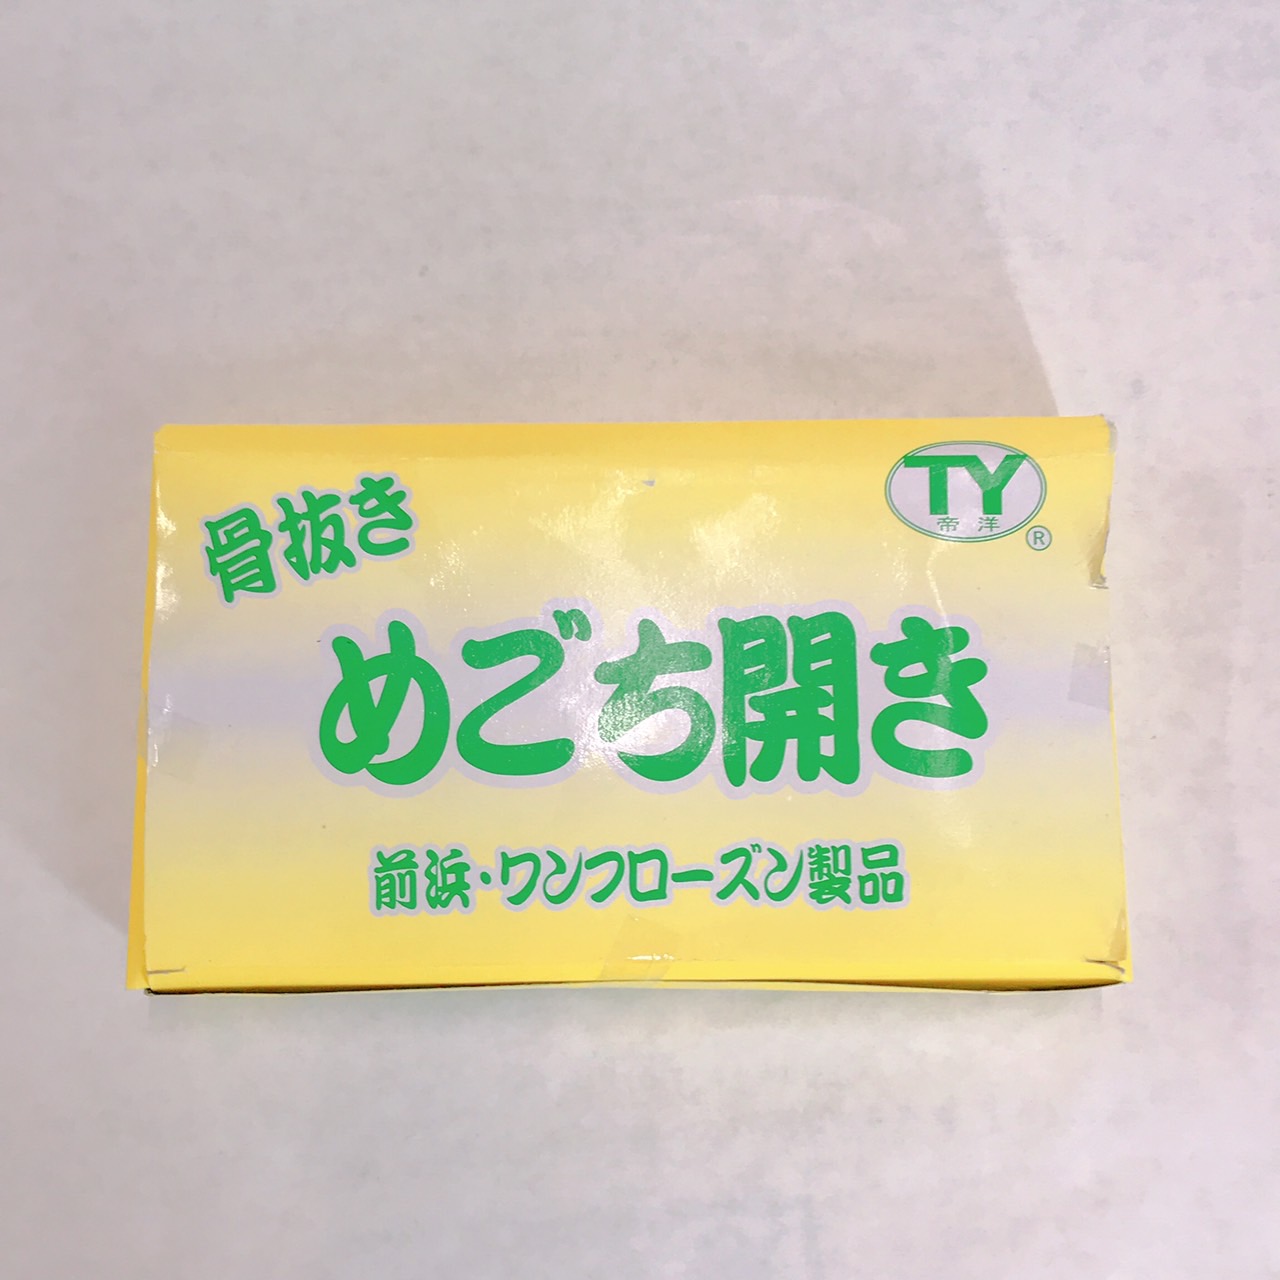 骨抜き
TY
帝洋
®
めごち開き
前浜・ワンフローズン製品